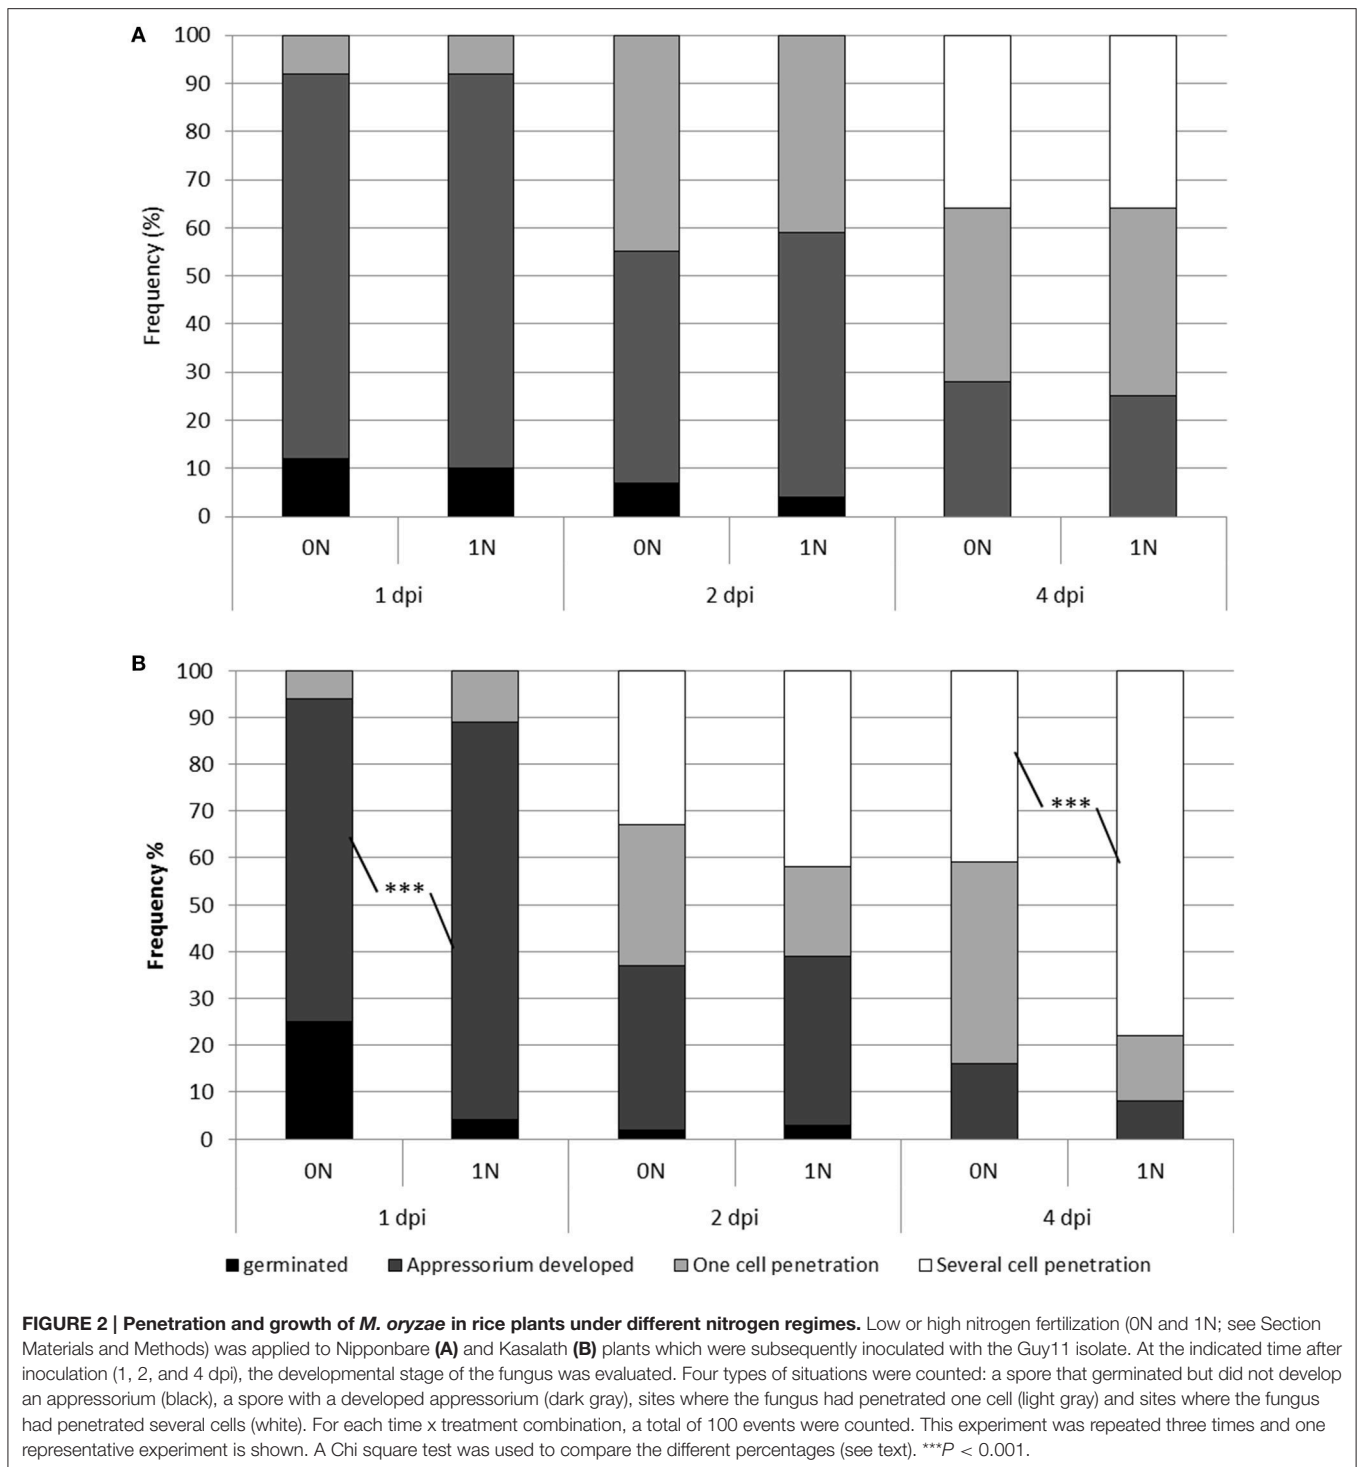 A
100
90
80
70
60
50
40
30
20
10
0
Frequency (%)
0N 1N 0N 1N 0N 1N
1 dpi 2 dpi 4 dpi
B
100
90
80
70
60
50
40
30
20
10
0
Frequency %
***
***
0N 1N 0N 1N 0N 1N
1 dpi 2 dpi 4 dpi
germinated Appressorium developed One cell penetration Several cell penetration
FIGURE 2 | Penetration and growth of M. oryzae in rice plants under different nitrogen regimes. Low or high nitrogen fertilization (0N and 1N; see Section
Materials and Methods) was applied to Nipponbare (A) and Kasalath (B) plants which were subsequently inoculated with the Guy11 isolate. At the indicated time after
inoculation (1, 2, and 4 dpi), the developmental stage of the fungus was evaluated. Four types of situations were counted: a spore that germinated but did not develop
an appressorium (black), a spore with a developed appressorium (dark gray), sites where the fungus had penetrated one cell (light gray) and sites where the fungus
had penetrated several cells (white). For each time x treatment combination, a total of 100 events were counted. This experiment was repeated three times and one
representative experiment is shown. A Chi square test was used to compare the different percentages (see text). ***P < 0.001.